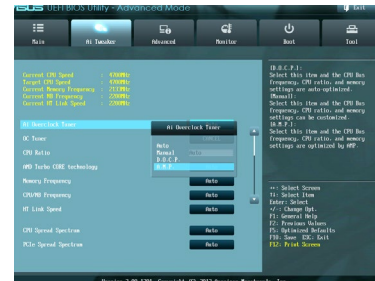 UEFI BIOS Utility - Advanced Mode
Exit
Main
Ai Tweaker
Advanced
Monitor
Boot
Tool
Current CPU Speed : 4700MHz
Target CPU Speed : 4700MHz
Current Memory Frequency : 2133MHz
Current NB Frequency : 2200MHz
Current HT Link Speed : 2200MHz
Ai Overclock Tuner
OC Tuner
CPU Ratio
Auto
AMD Turbo CORE technology
Memory Frequency
Auto
CPU/NB Frequency
Auto
HT Link Speed
Auto
CPU Spread Spectrum
Auto
PCIe Spread Spectrum
Auto
Ai Overclock Tuner
Auto
Manual
D.O.C.P.
A.M.P.
[D.O.C.P.]:
Select this item and the CPU Bus
frequency, CPU ratio, and memory
settings are auto-optimized.
[Manual]:
Select this item and the CPU Bus
frequency, CPU ratio, and memory
settings can be customized.
[A.M.P.]:
Select this item and the CPU Bus
frequency, CPU ratio, and memory
settings are optimized by AMP.
→←: Select Screen
↑↓: Select Item
Enter: Select
+/-: Change Opt.
F1: General Help
F2: Previous Values
F5: Optimized Defaults
F10: Save ESC: Exit
F12: Print Screen